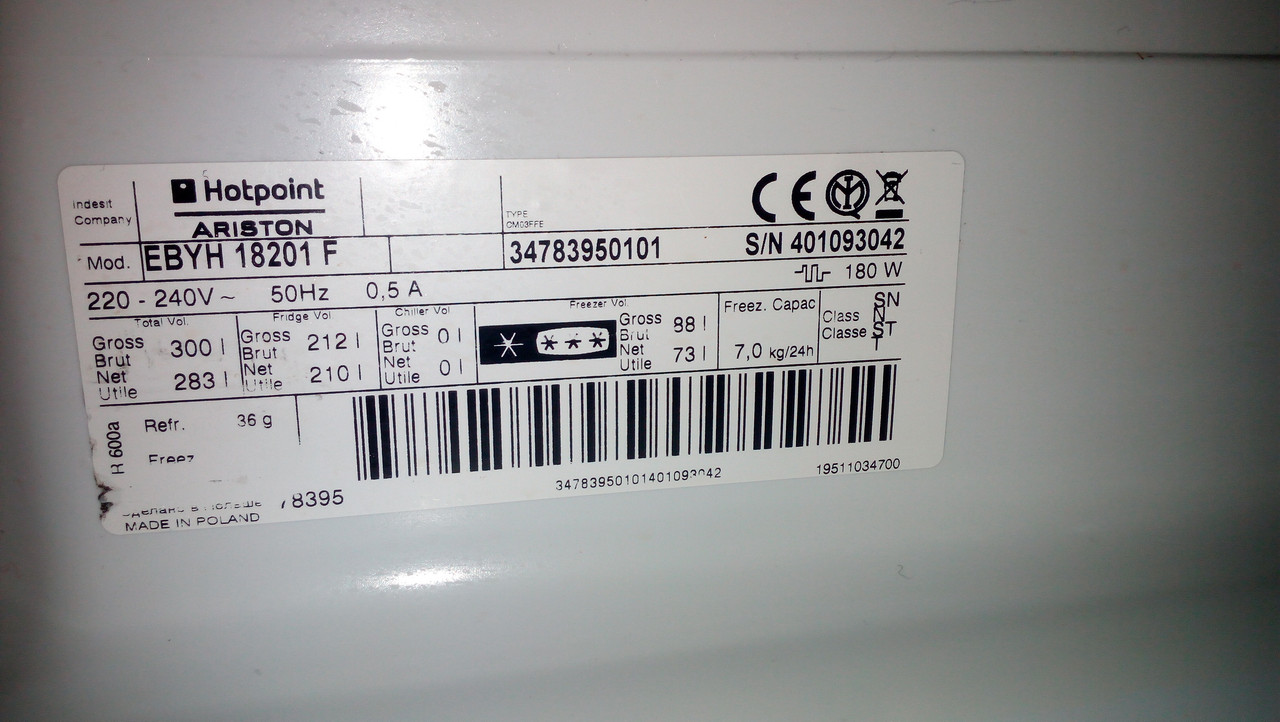 Indesit
Company
Hotpoint
ARISTON
TYPE
CM03FFE
CE
Mod. EBYH 18201 F
34783950101
S/N 401093042
220 - 240V ~ 50Hz 0,5 A
180 W
Total Vol.
Gross
Brut
300 l
Net
Utile
283 l
Fridge Vol
Gross
Brut
212 l
Net
Utile
210 l
Chiller Vol
Gross
Brut
0 l
Net
Utile
0 l
Freezer Vol.
Gross
Brut
88 l
Net
Utile
73 l
Freez. Capac
7,0 kg/24h
Class
Classe
SN
N
ST
T
R 600a
Refr. 36 g
Freez
34783950101401093042
19511034700
Сделано в Польше
78395
MADE IN POLAND